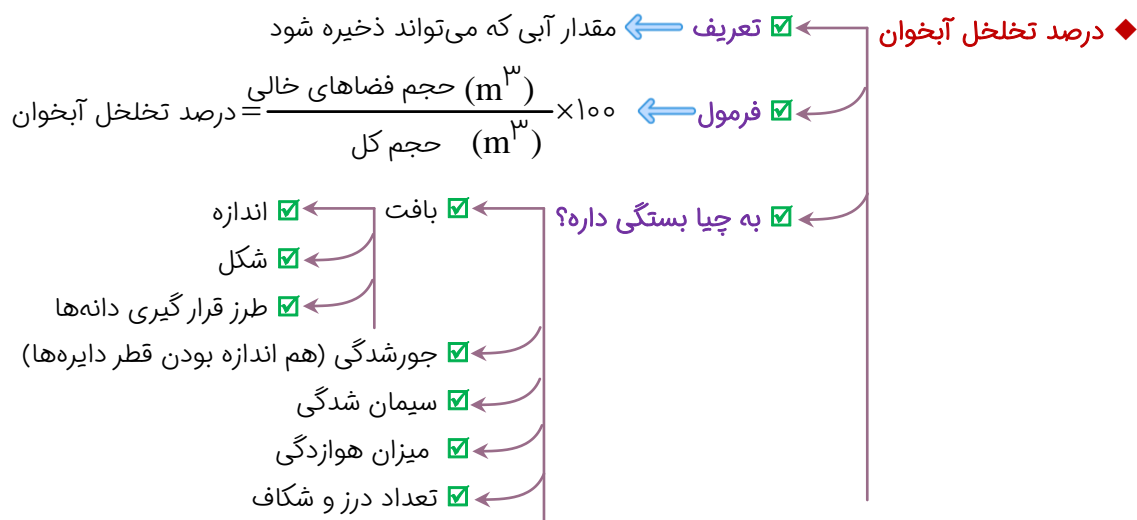 درصد تخلخل آبخوان
تعریف مقدار آبی که می‌تواند ذخیره شود
فرمول درصد تخلخل آبخوان = حجم فضاهای خالی (m۳) / حجم کل (m۳) ×۱۰۰
به چیا بستگی داره؟
بافت
اندازه
شکل
طرز قرار گیری دانه‌ها
جورشدگی (هم اندازه بودن قطر دایره‌ها)
سیمان شدگی
میزان هوازدگی
تعداد درز و شکاف